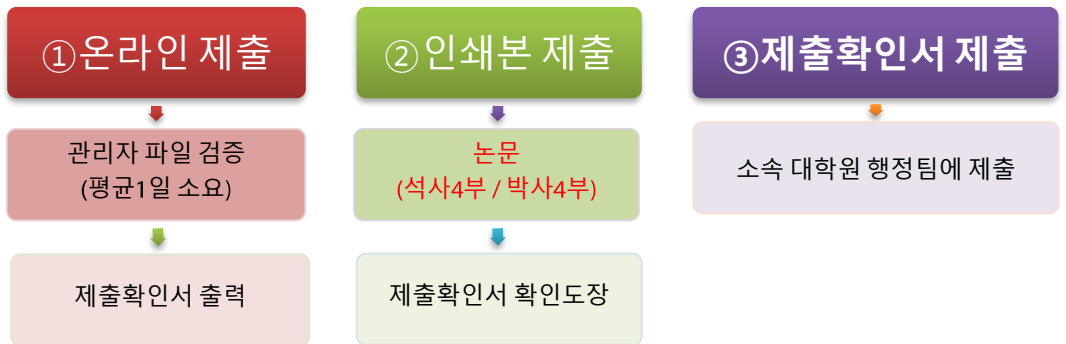 ①온라인 제출
관리자 파일 검증
(평균1일 소요)
제출확인서 출력
②인쇄본 제출
논문
(석사4부 / 박사4부)
제출확인서 확인도장
③제출확인서 제출
소속 대학원 행정팀에 제출